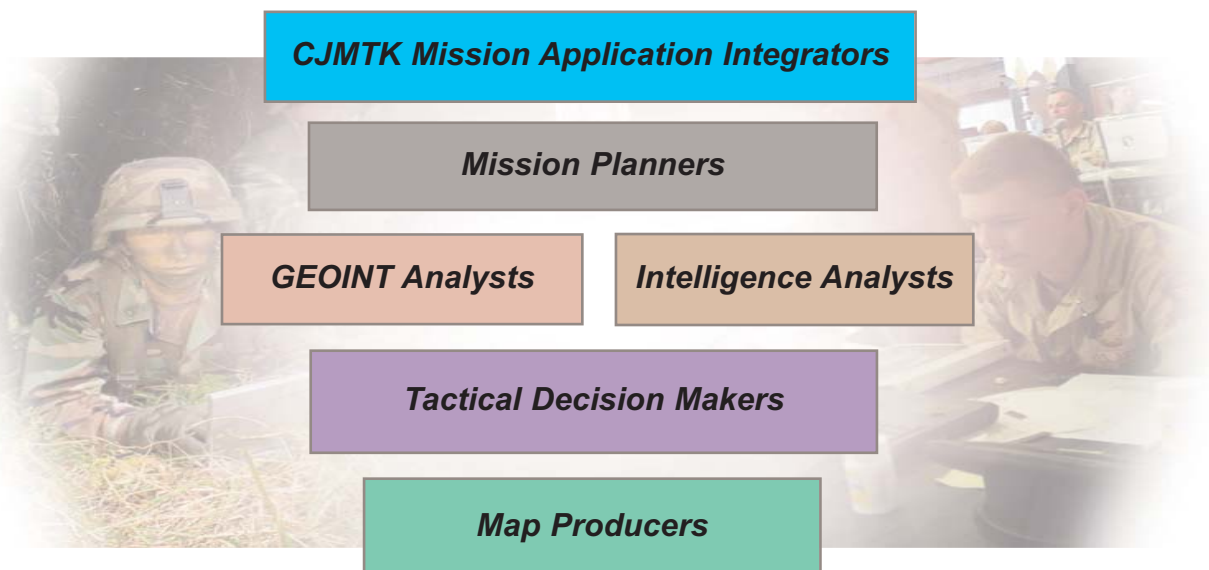 CJMTK Mission Application Integrators
Mission Planners
GEOINT Analysts
Intelligence Analysts
Tactical Decision Makers
Map Producers